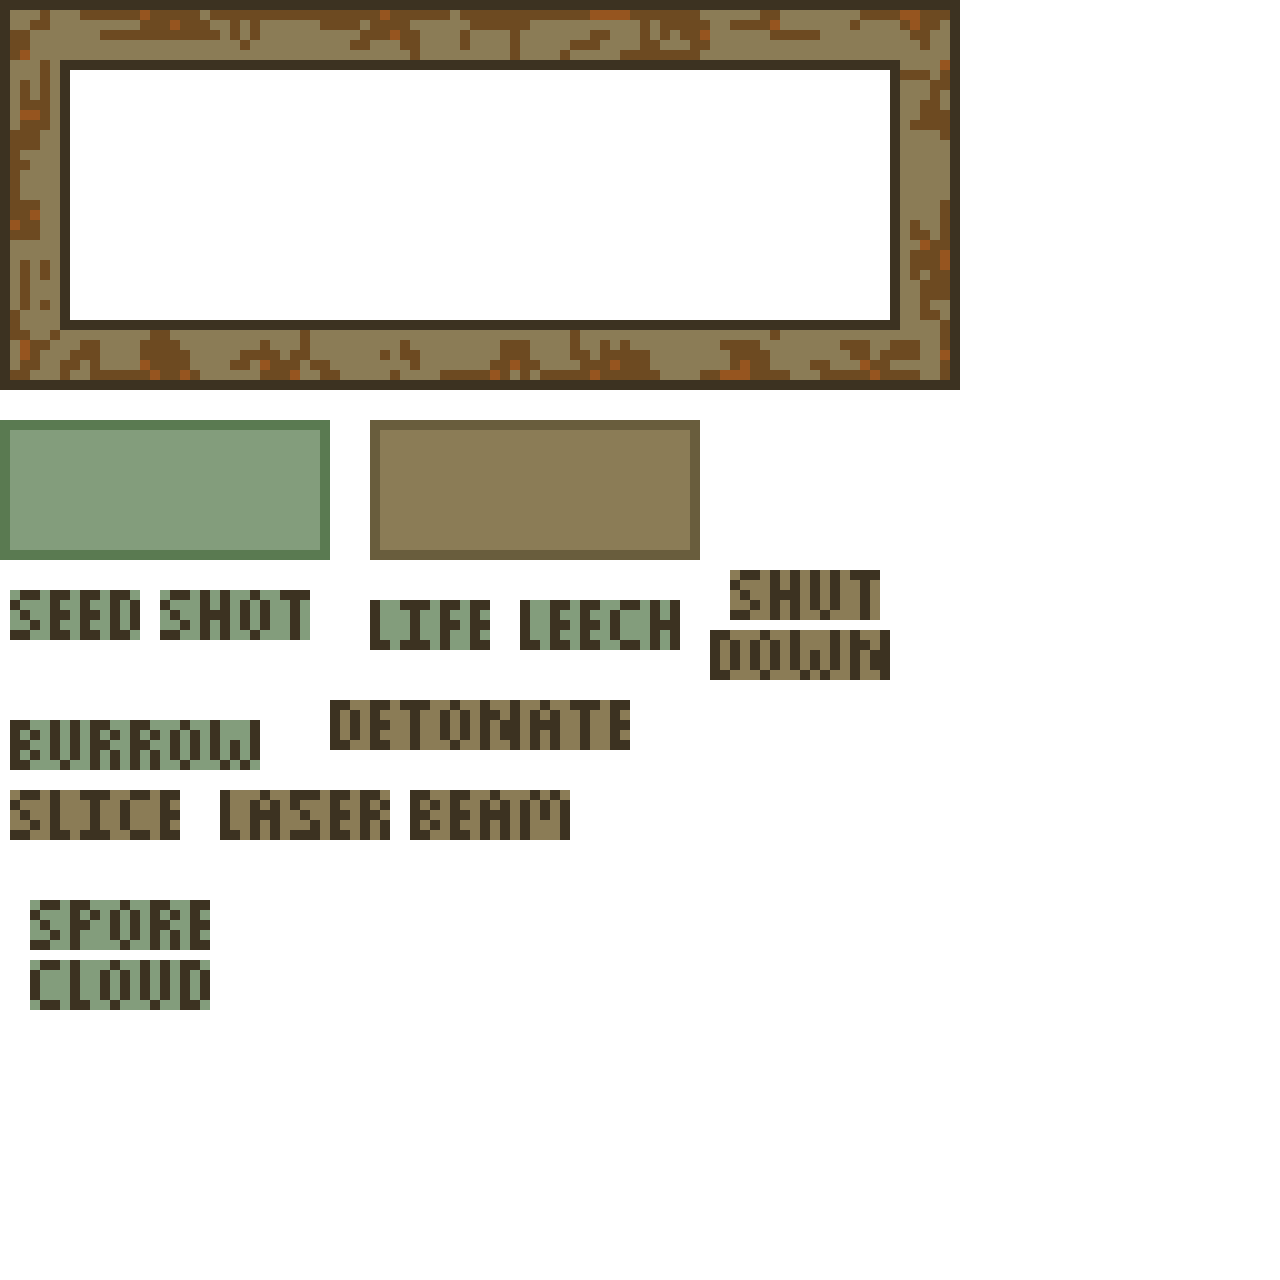 SEED SHOT
LIFE LEECH
SHUT
DOWN
BURROW
DETONATE
SLICE
LASER BEAM
SPORE
CLOUD